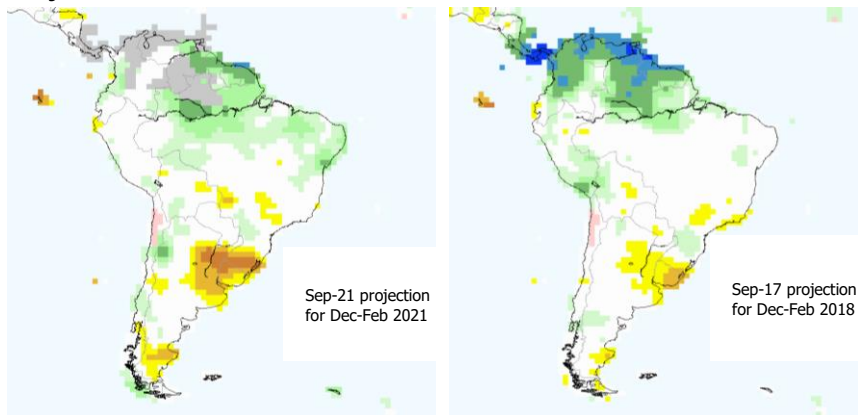 Sep-21 projection
for Dec-Feb 2021
Sep-17 projection
for Dec-Feb 2018